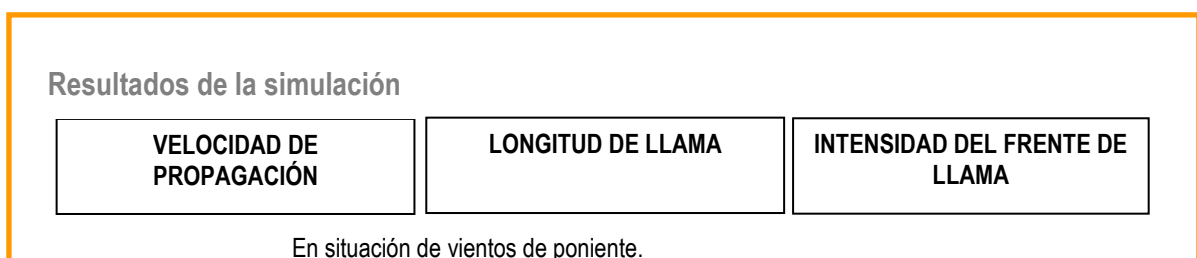 Resultados de la simulación
VELOCIDAD DE
PROPAGACIÓN
LONGITUD DE LLAMA
INTENSIDAD DEL FRENTE DE
LLAMA
En situación de vientos de poniente.